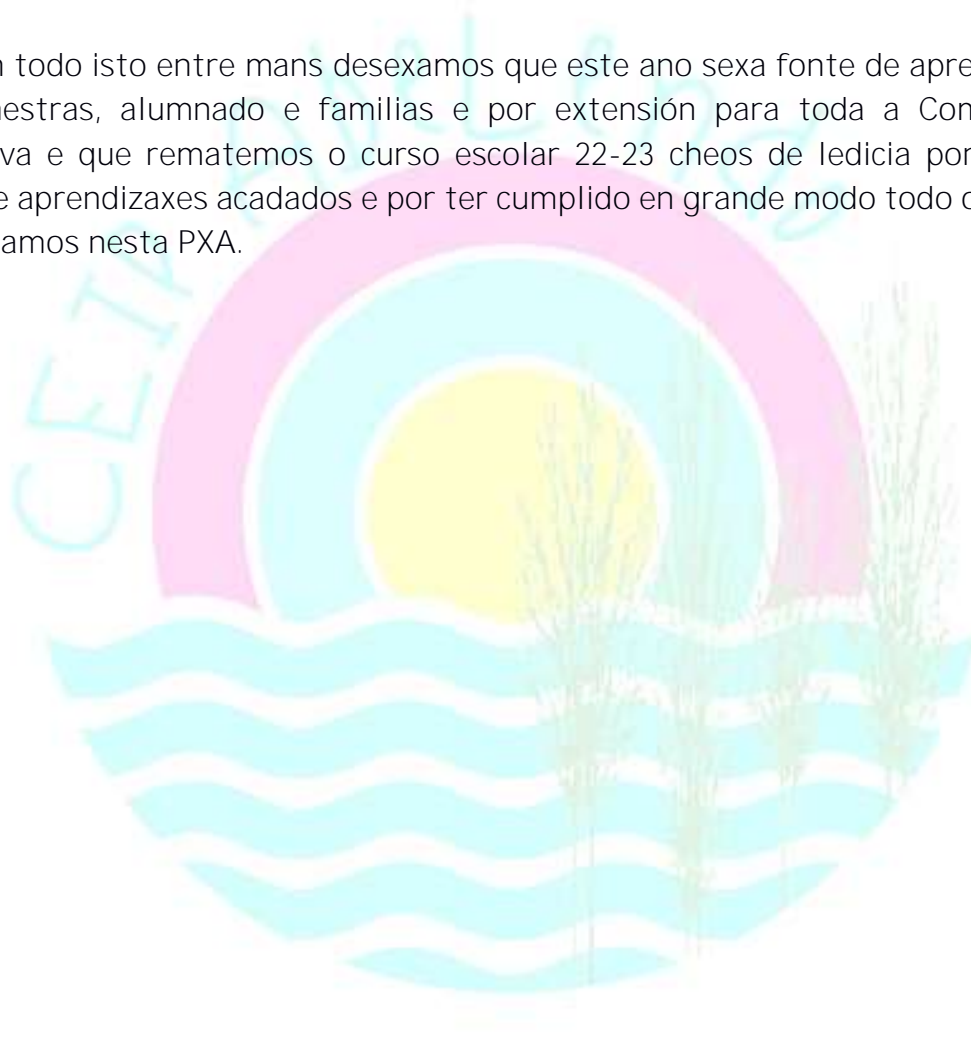 n todo isto entre mans desexamos que este ano sexa fonte de apre
nestras, alumnado e familias e por extensión para toda a Con
va e que rematemos o curso escolar 22-23 cheos de ledicia por
e aprendizaxes acadados e por ter cumplido en grande modo todo o
amos nesta PXA.
CEIP